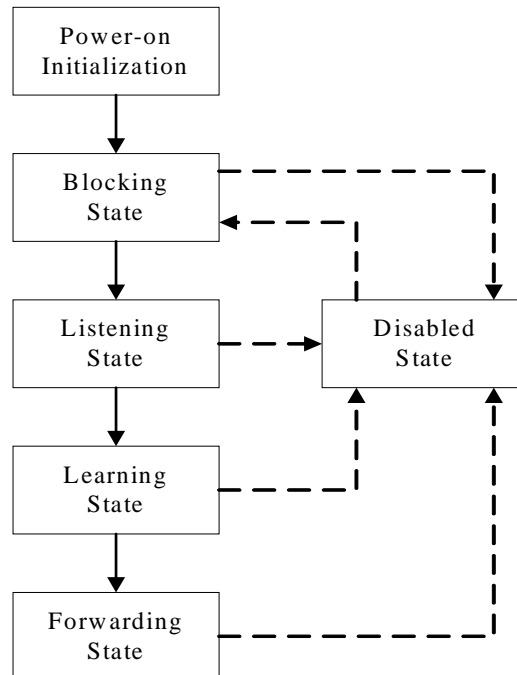 Power-on
Initialization
Blocking
State
Listening
State
Disabled
State
Learning
State
Forwarding
State